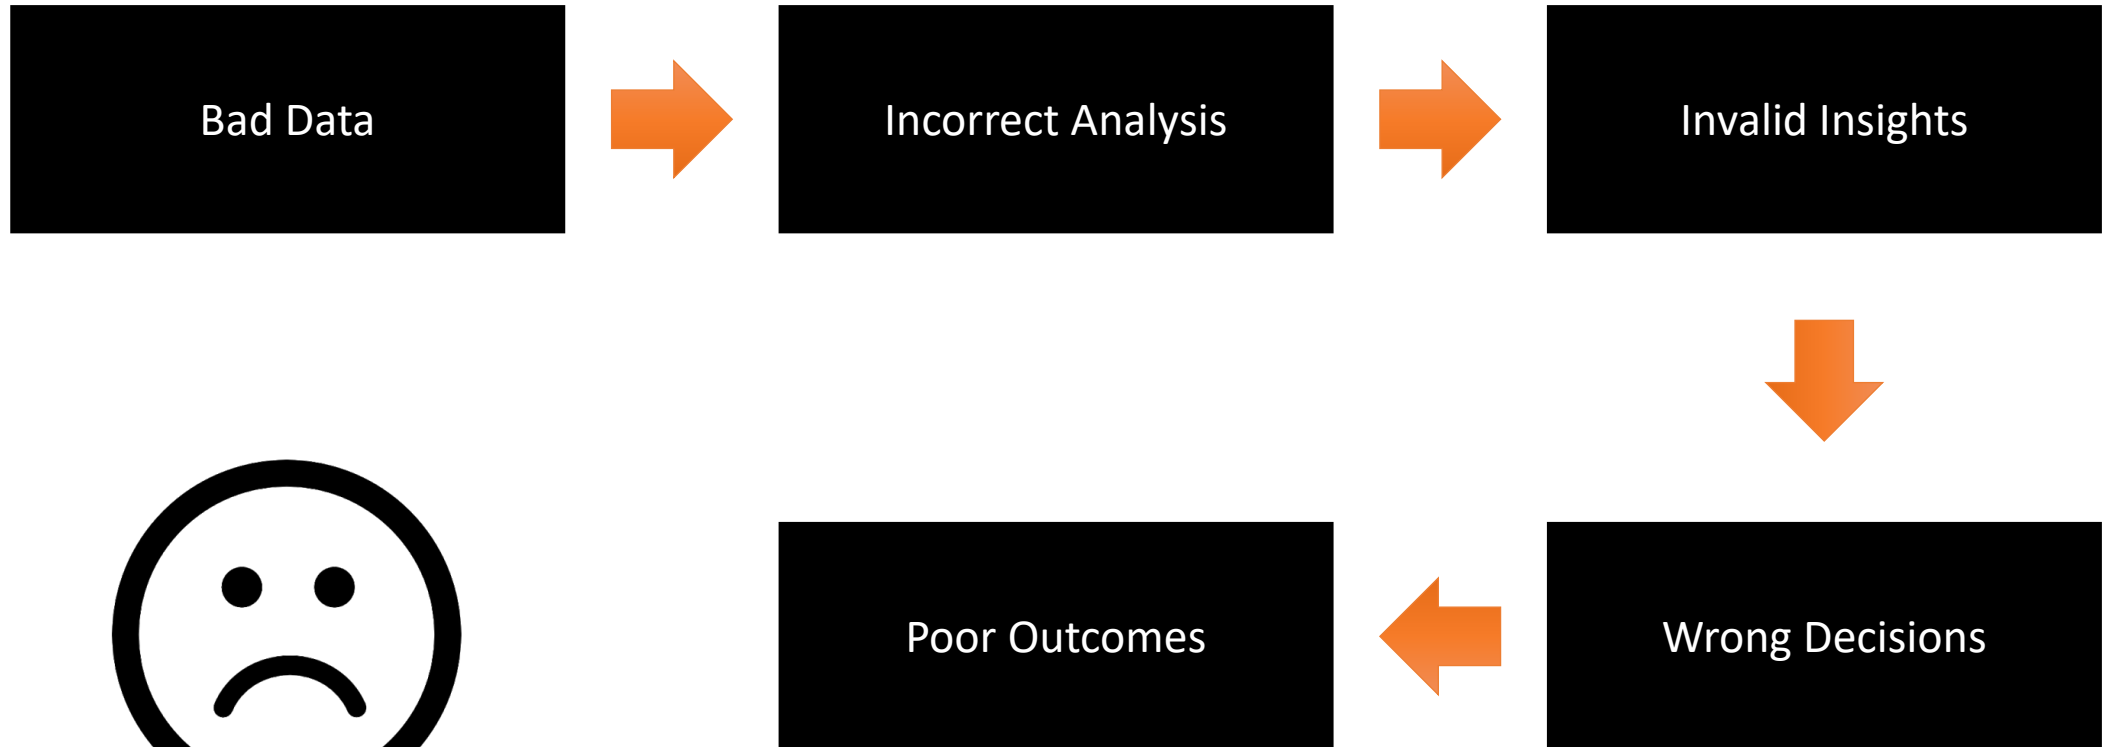 Bad Data
Incorrect Analysis
Invalid Insights
Wrong Decisions
Poor Outcomes